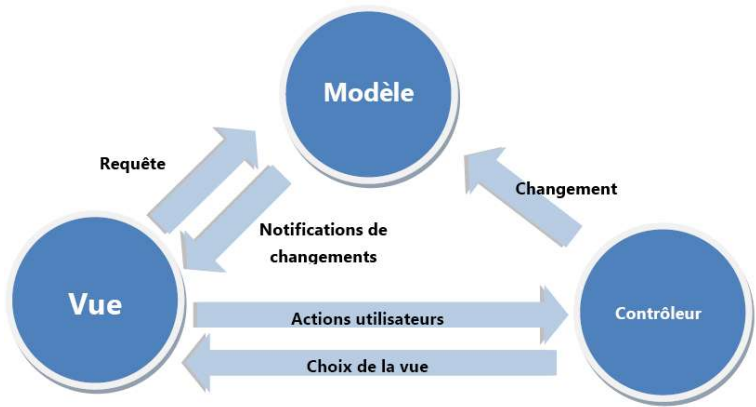 Modèle
Requête
Changement
Notifications de
changements
Vue
Contrôleur
Actions utilisateurs
Choix de la vue